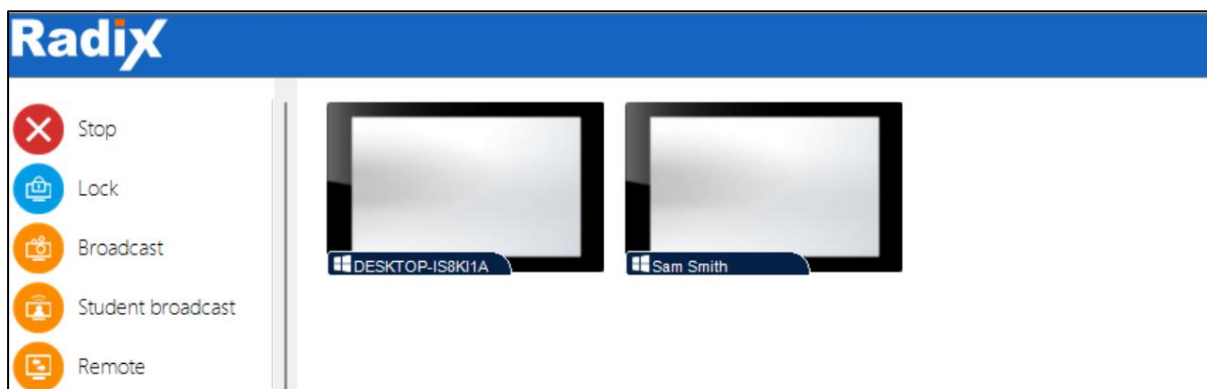 Radix
Stop
Lock
Broadcast
Student broadcast
Remote
DESKTOP-IS8KI1A
Sam Smith